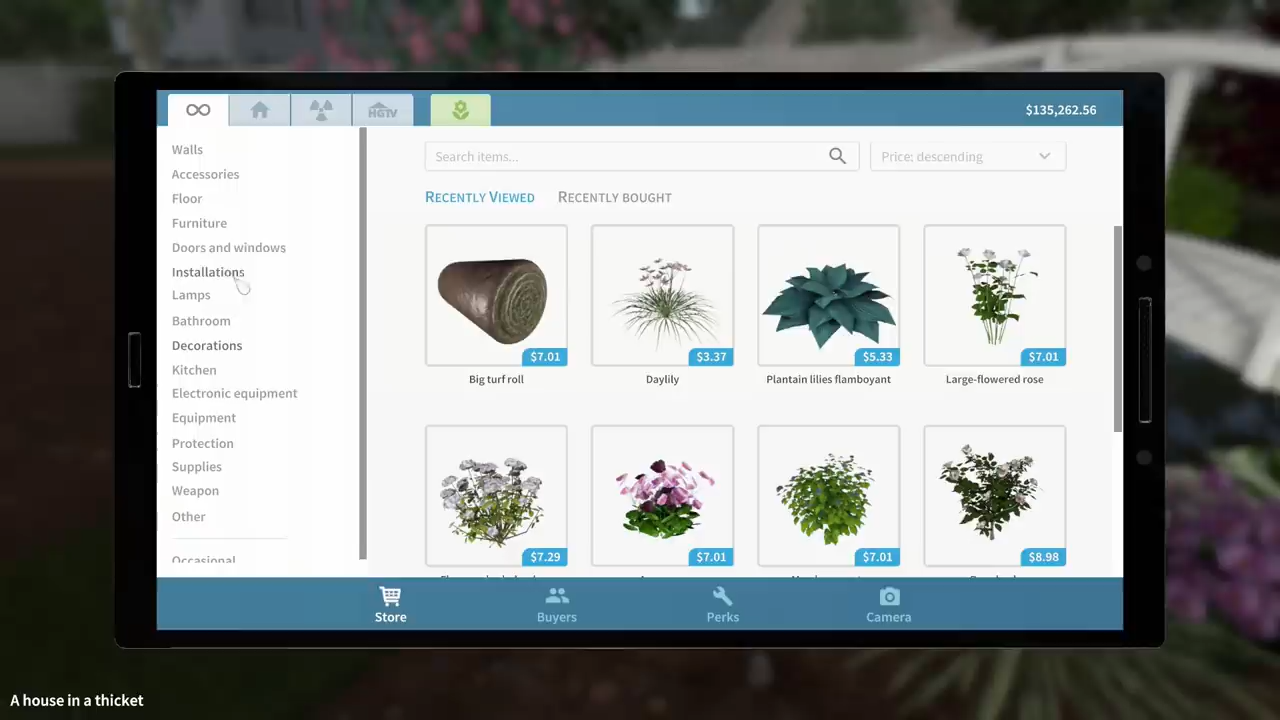 HGTV
$135,262.56
Walls
Accessories
Floor
Furniture
Doors and windows
Installations
Lamps
Bathroom
Decorations
Kitchen
Electronic equipment
Equipment
Protection
Supplies
Weapon
Other
Occasional
Search items...
Price: descending
RECENTLY VIEWED
RECENTLY BOUGHT
$7.01
$3.37
$5.33
$7.01
Big turf roll
Daylily
Plantain lilies flamboyant
Large-flowered rose
$7.29
$7.01
$7.01
$8.98
Store
Buyers
Perks
Camera
A house in a thicket